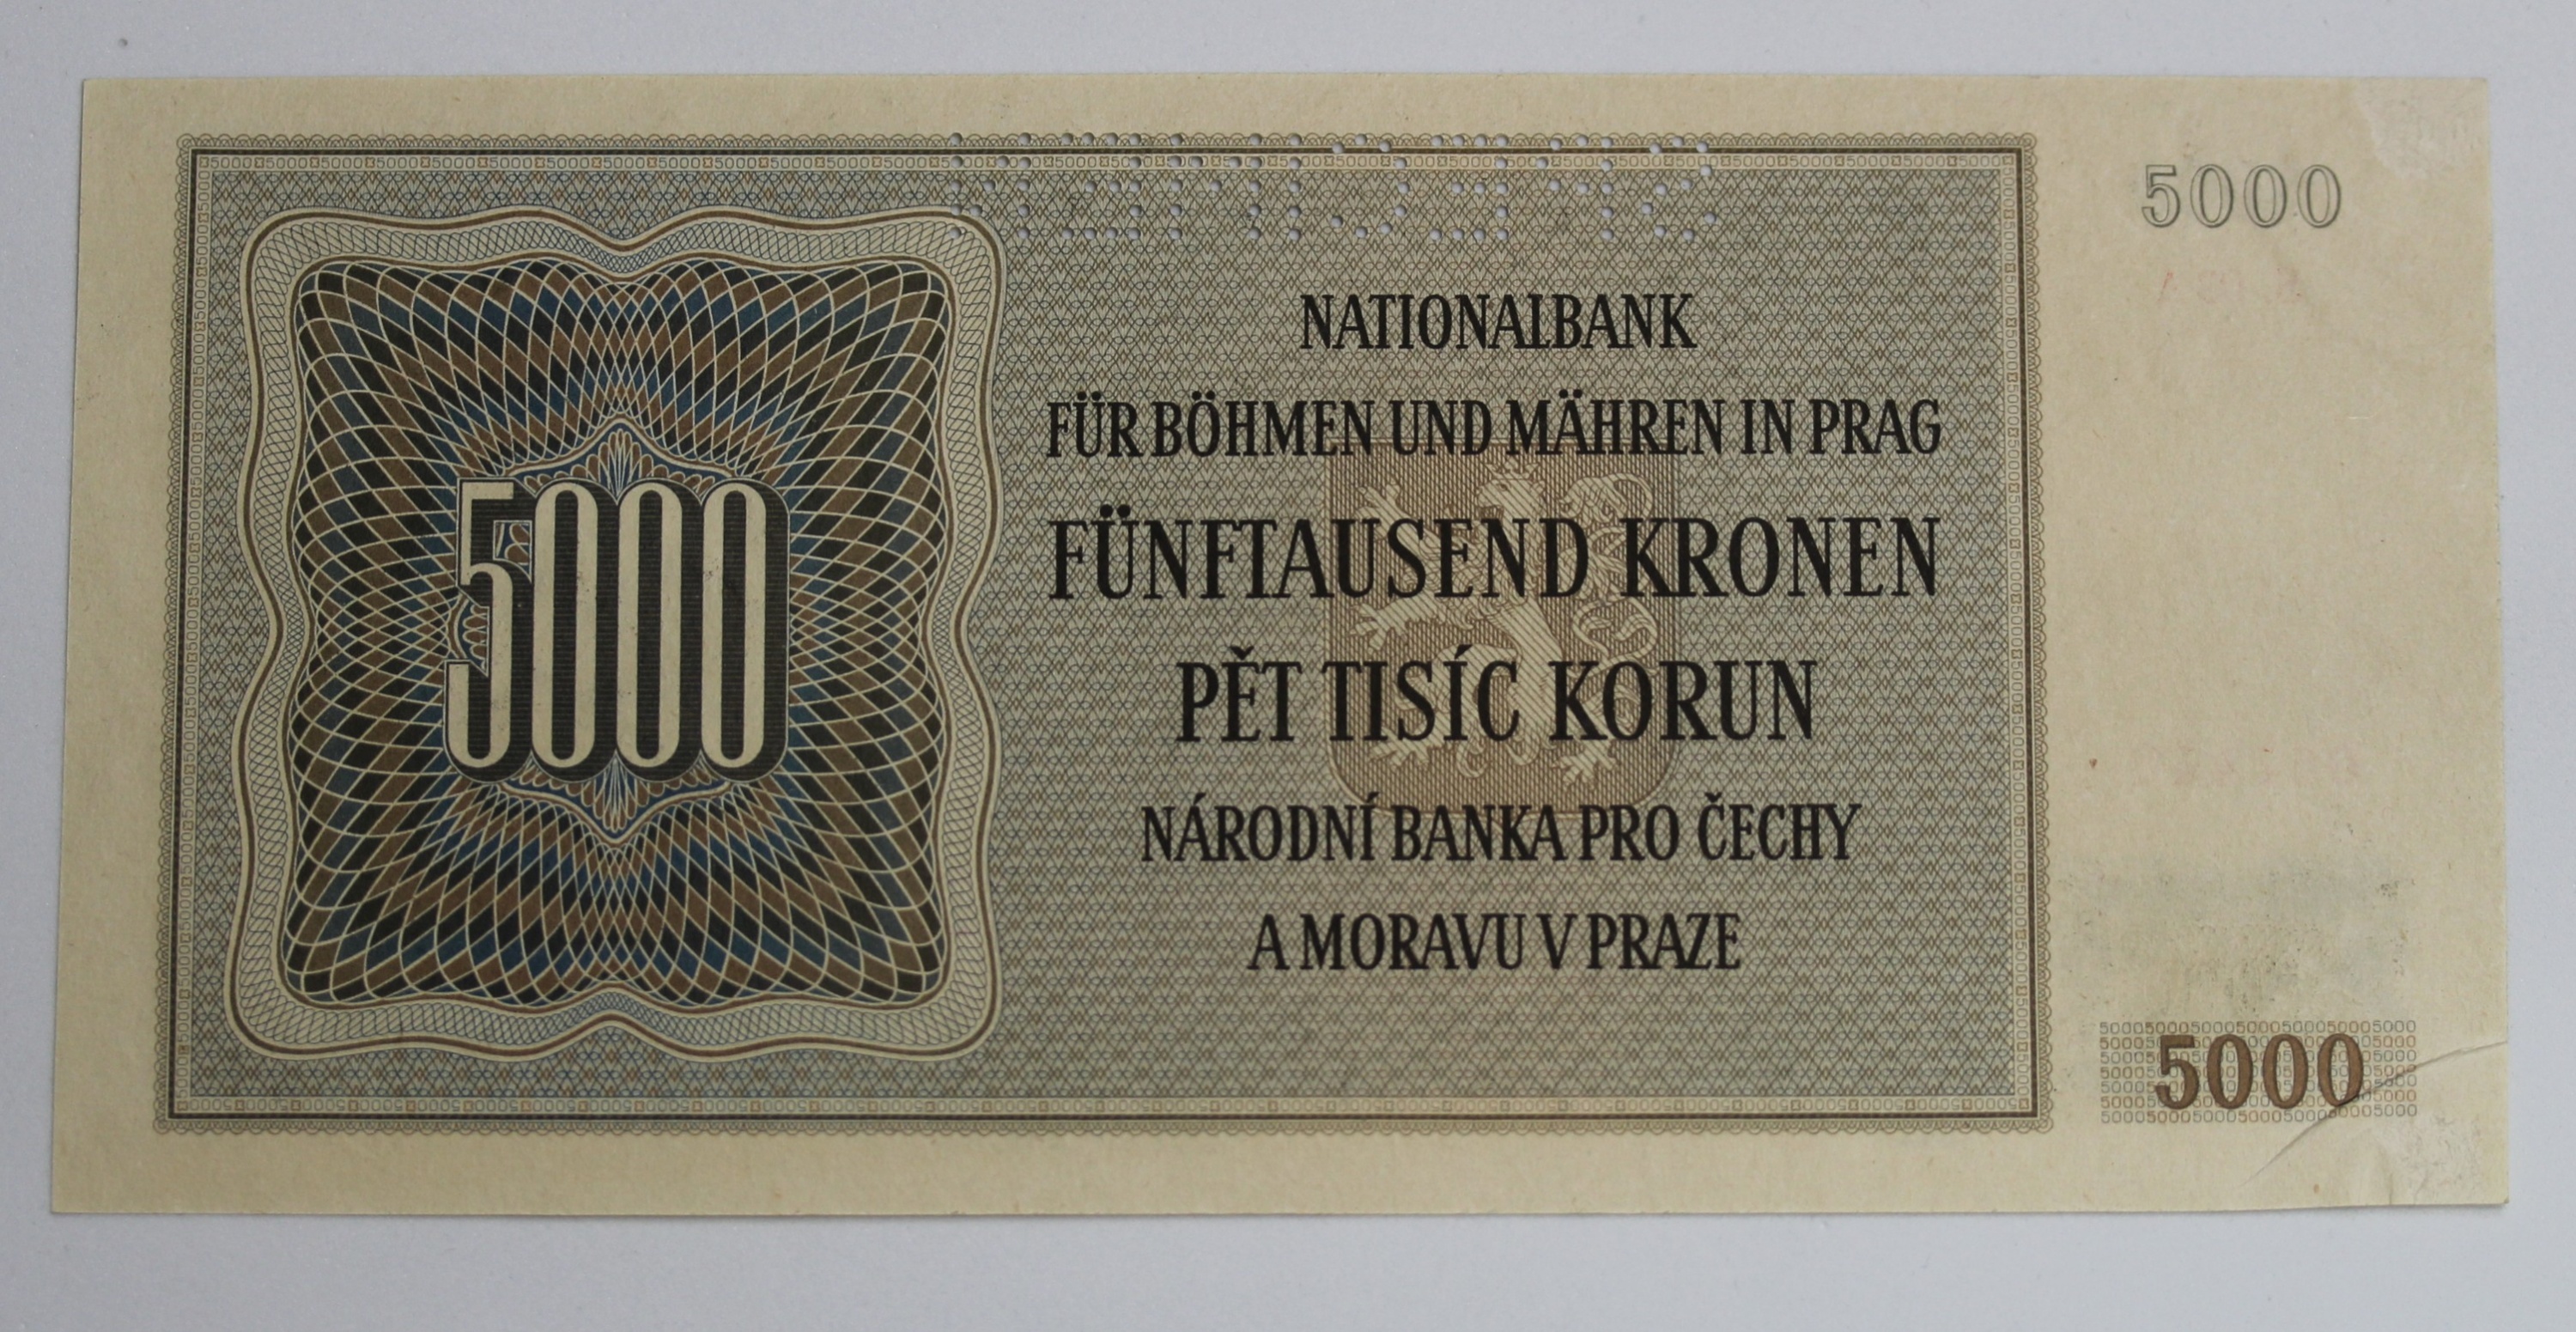 5000
NATIONALBANK
FÜR BÖHMEN UND MÄHREN IN PRAG
FÜNFTAUSEND KRONEN
PĚT TISÍC KORUN
NÁRODNÍ BANKA PRO ČECHY
A MORAVU V PRAZE
5000
5000